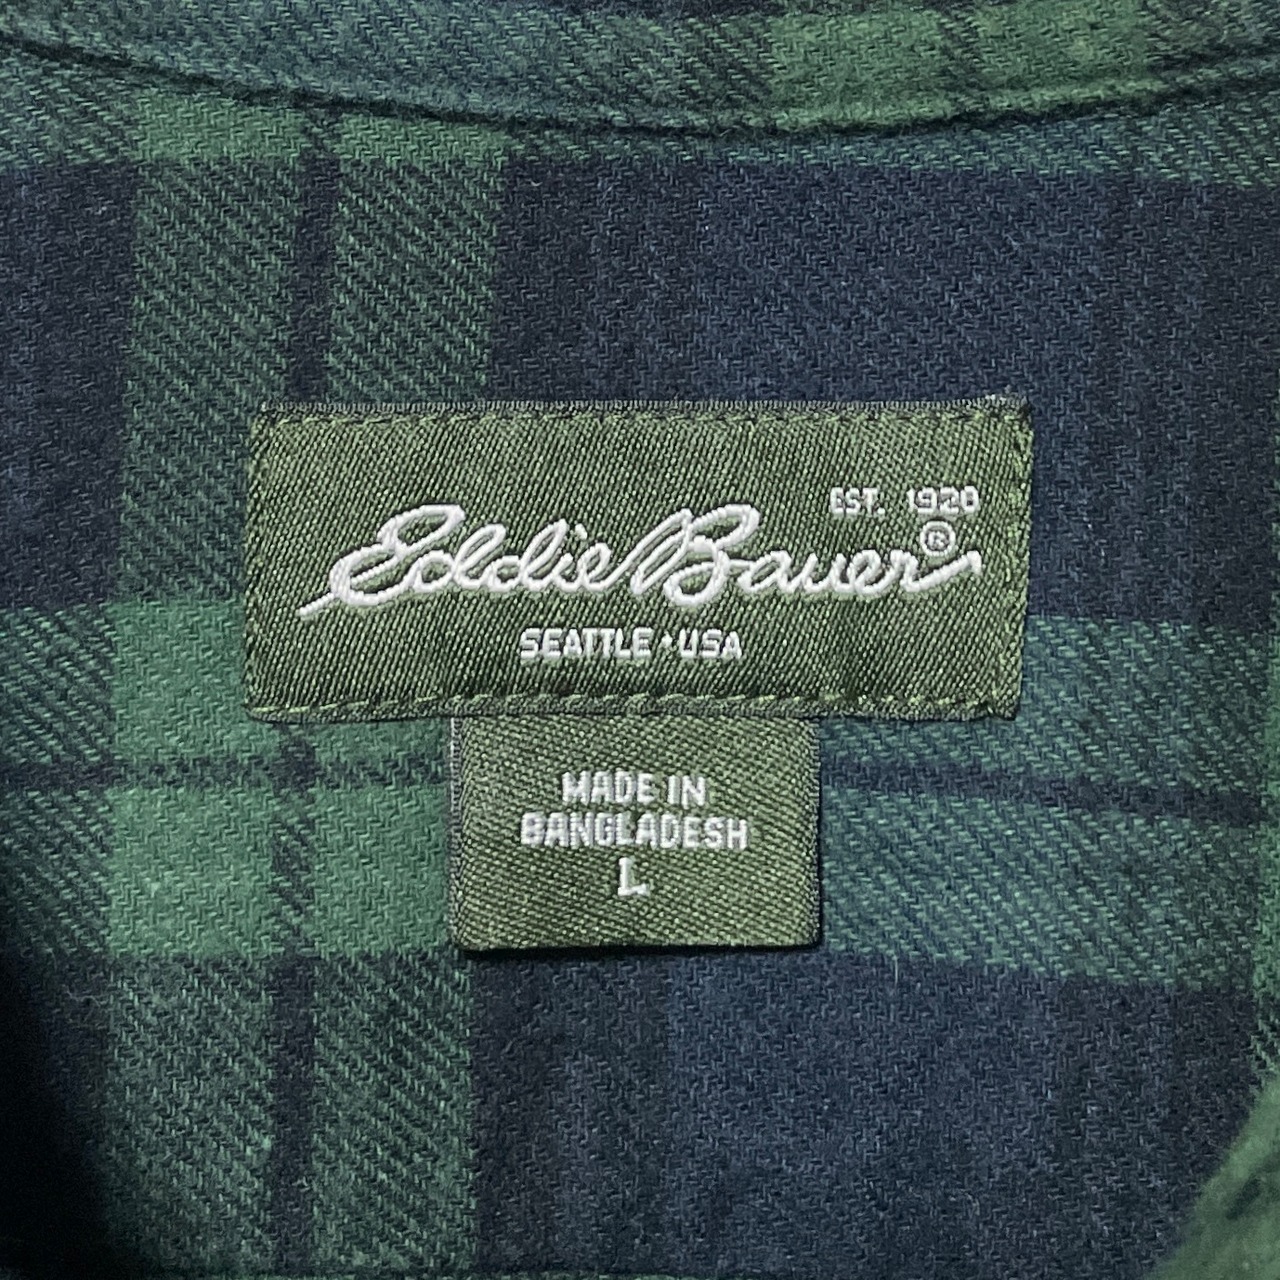 EST. 1920
Eddie Bauer®
SEATTLE • USA
MADE IN
BANGLADESH
L